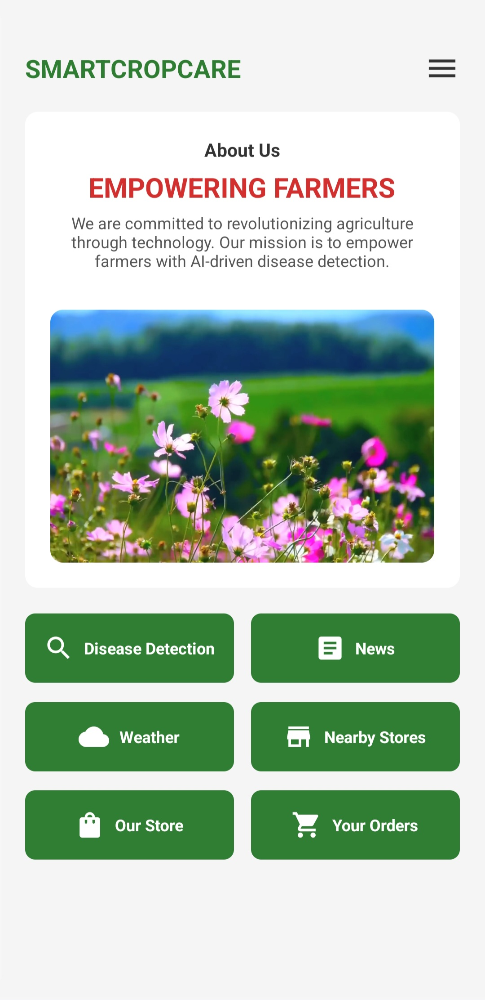 SMARTCROPCARE
About Us
EMPOWERING FARMERS
We are committed to revolutionizing agriculture
through technology. Our mission is to empower
farmers with AI-driven disease detection.
Disease Detection
News
Weather
Nearby Stores
Our Store
Your Orders